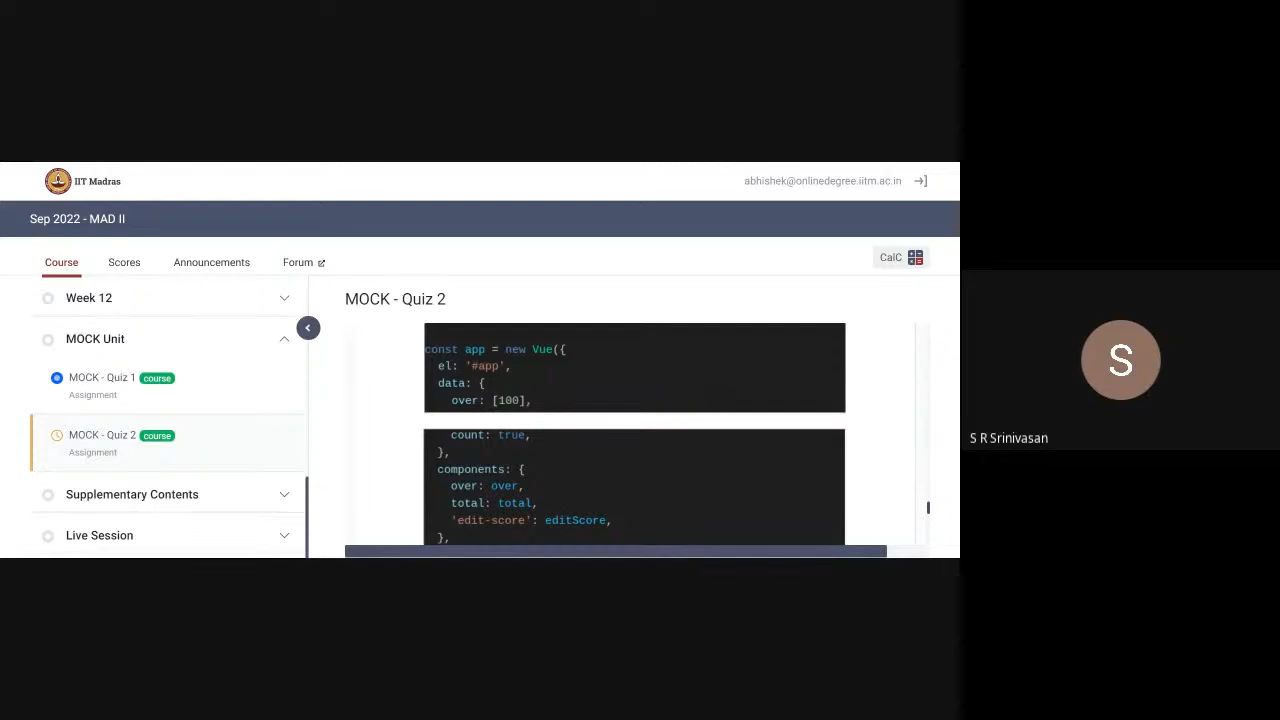 IIT Madras
abhishek@onlinedegree.iitm.ac.in
Sep 2022 - MAD II
Course
Scores
Announcements
Forum
CalC
Week 12
MOCK Unit
MOCK - Quiz 1 course
Assignment
MOCK - Quiz 2 course
Assignment
Supplementary Contents
Live Session
MOCK - Quiz 2
const app = new Vue({
el: '#app',
data: {
over: [100],
count: true,
},
components: {
over: over,
total: total,
'edit-score': editScore,
},
S
S R Srinivasan